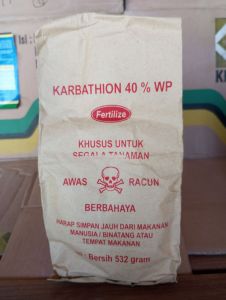 KARBATHION 40 % WP
Fertilize
KHUSUS UNTUK
SEGALA TANAMAN
AWAS RACUN
BERBAHAYA
HARAP SIMPAN JAUH DARI MAKANAN
MANUSIA / BINATANG ATAU
TEMPAT MAKANAN
: Bersih 532 gram
Isi :